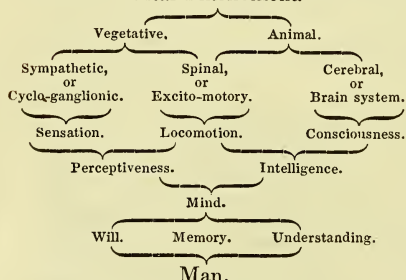 Vegetative. Animal.
Sympathetic, Spinal, Cerebral,
or or or
Cyclo-ganglionic. Excito-motory. Brain system.
Sensation. Locomotion. Consciousness.
Perceptiveness. Intelligence.
Mind.
Will. Memory. Understanding.
Man.